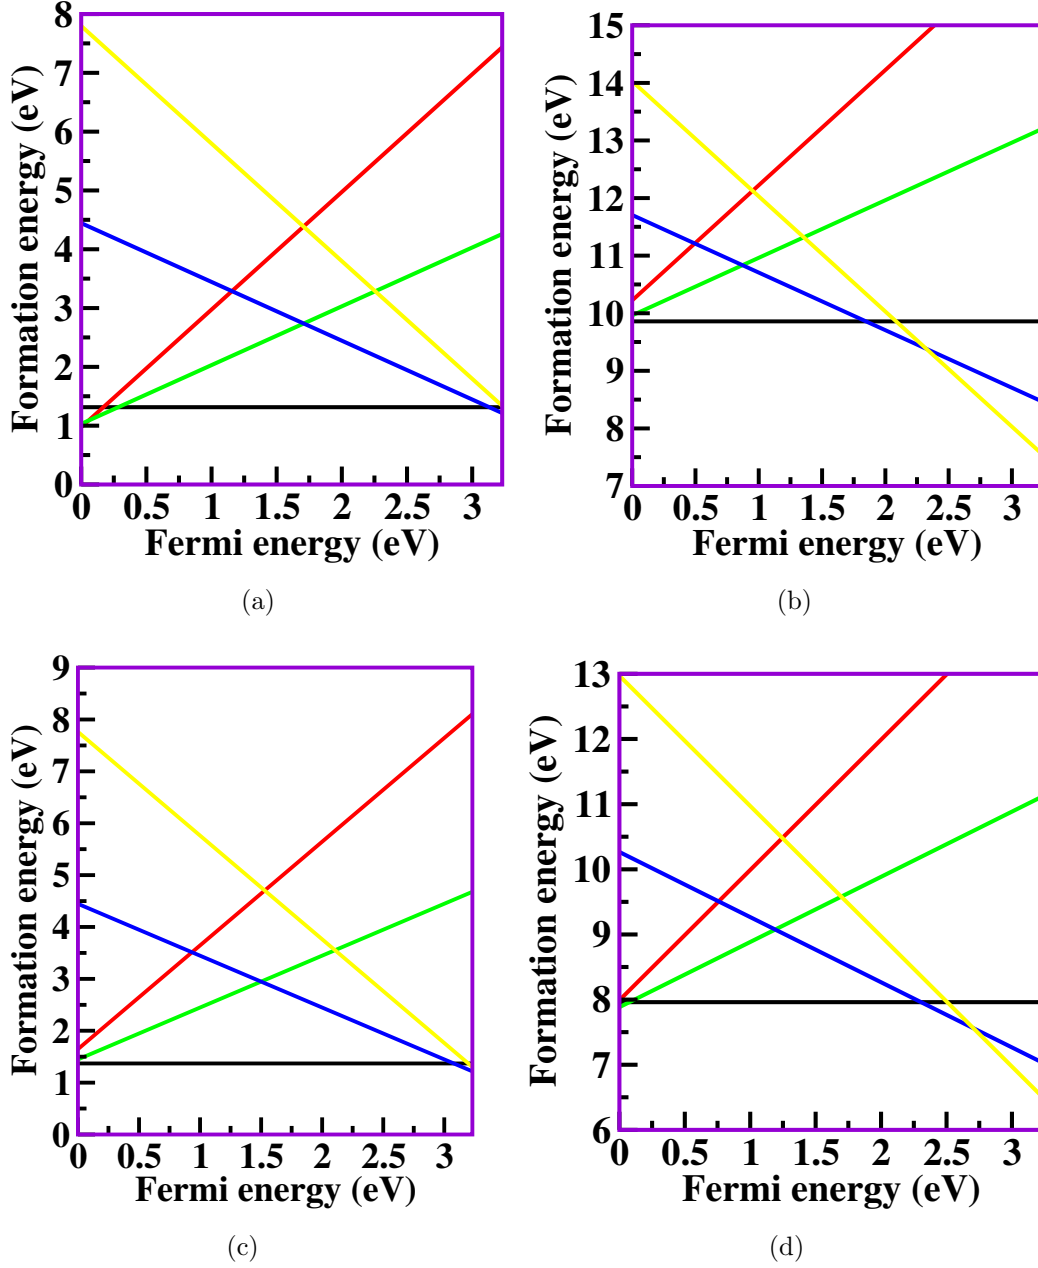 8
7
6
5
4
3
2
1
0
Formation energy (eV)
0 0.5 1 1.5 2 2.5 3
Fermi energy (eV)
(a)
15
14
13
12
11
10
9
8
7
Formation energy (eV)
0 0.5 1 1.5 2 2.5 3
Fermi energy (eV)
(b)
9
8
7
6
5
4
3
2
1
0
Formation energy (eV)
0 0.5 1 1.5 2 2.5 3
Fermi energy (eV)
(c)
13
12
11
10
9
8
7
6
Formation energy (eV)
0 0.5 1 1.5 2 2.5 3
Fermi energy (eV)
(d)